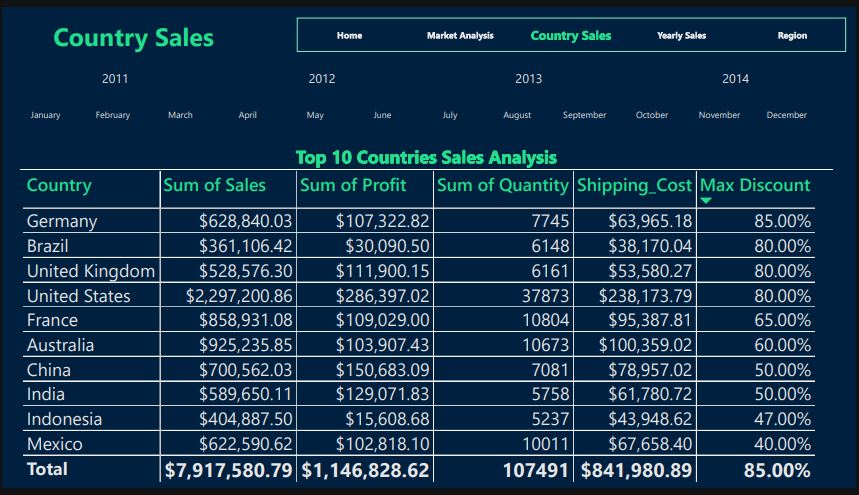 Country Sales
Home Market Analysis Country Sales Yearly Sales Region
2011 2012 2013 2014
January February March April May June July August September October November December
Top 10 Countries Sales Analysis
Country Sum of Sales Sum of Profit Sum of Quantity Shipping_Cost Max Discount
Germany $628,840.03 $107,322.82 7745 $63,965.18 85.00%
Brazil $361,106.42 $30,090.50 6148 $38,170.04 80.00%
United Kingdom $528,576.30 $111,900.15 6161 $53,580.27 80.00%
United States $2,297,200.86 $286,397.02 37873 $238,173.79 80.00%
France $858,931.08 $109,029.00 10804 $95,387.81 65.00%
Australia $925,235.85 $103,907.43 10673 $100,359.02 60.00%
China $700,562.03 $150,683.09 7081 $78,957.02 50.00%
India $589,650.11 $129,071.83 5758 $61,780.72 50.00%
Indonesia $404,887.50 $15,608.68 5237 $43,948.62 47.00%
Mexico $622,590.62 $102,818.10 10011 $67,658.40 40.00%
Total $7,917,580.79 $1,146,828.62 107491 $841,980.89 85.00%